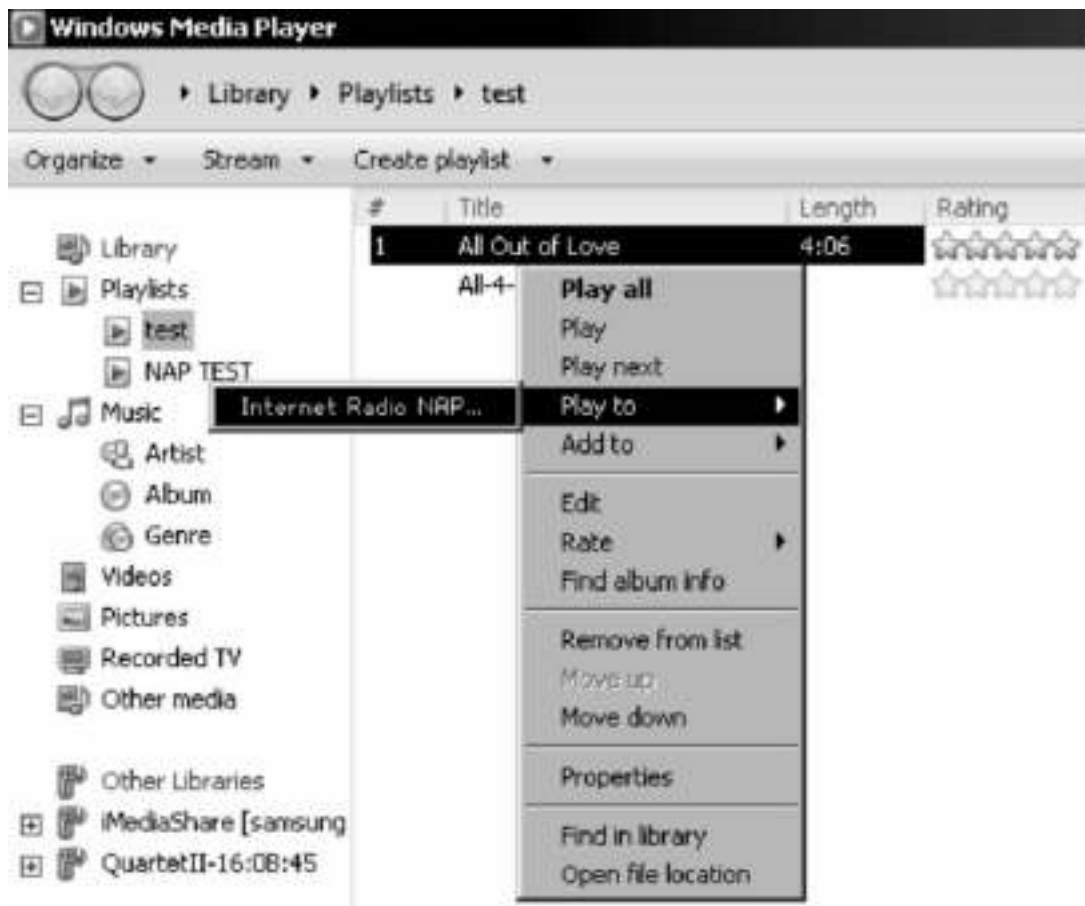 Windows Media Player
Library Playlists test
Organize Stream Create playlist
# Title Length Rating
Library
1 All Out of Love 4:06
Playlists
All-4-
test
NAP TEST
Music
Artist
Album
Genre
Videos
Pictures
Recorded TV
Other media
Other Libraries
iMediaShare [samsung
QuartetII-16:08:45
Play all
Play
Play next
Play to
Internet Radio NAP...
Add to
Edit
Rate
Find album info
Remove from list
Move up
Move down
Properties
Find in library
Open file location